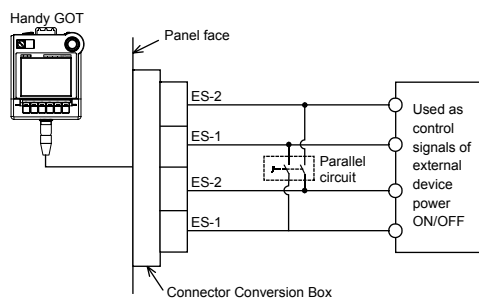 Handy GOT
Panel face
ES-2
ES-1
ES-2
ES-1
Parallel
circuit
Used as
control
signals of
external
device
power
ON/OFF
Connector Conversion Box